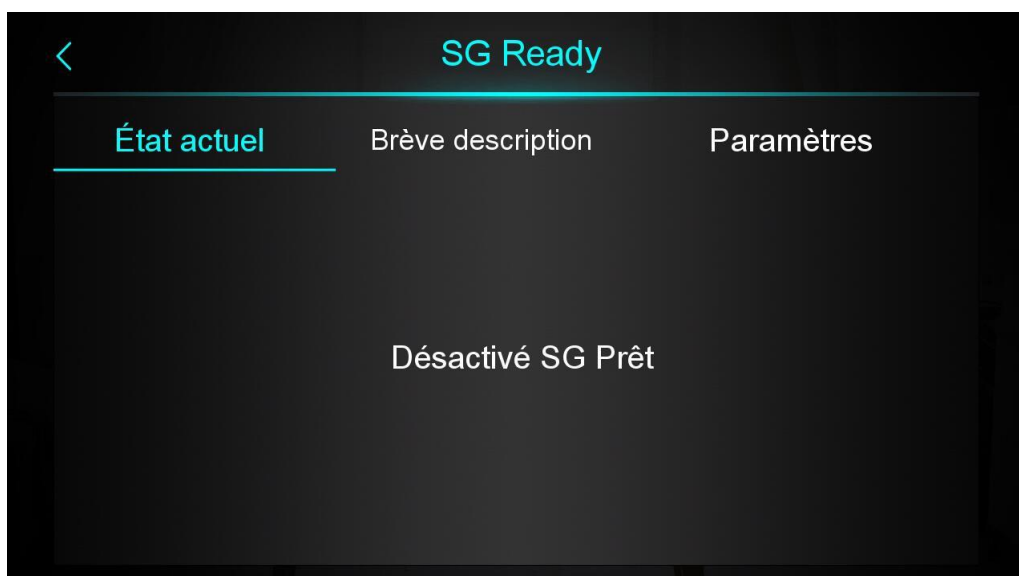 SG Ready
État actuel
Brève description
Paramètres
Désactivé SG Prêt